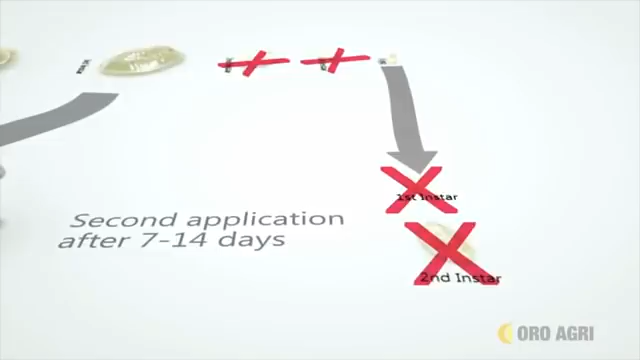 1st Instar
Second application
after 7-14 days
2nd Instar
ORO AGRI